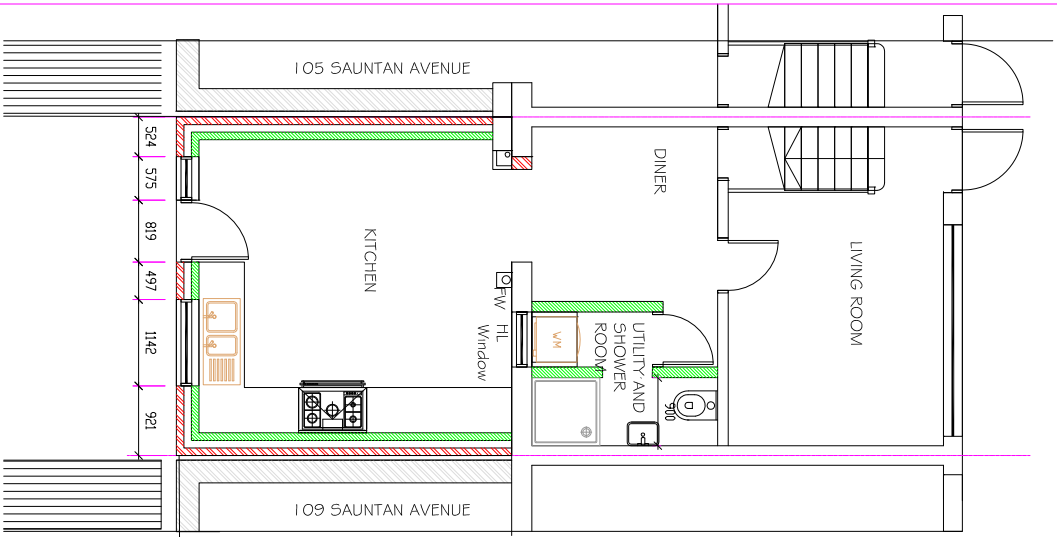 105 SAUNTAN AVENUE
524
575
819
497
1142
921
KITCHEN
DINER
LIVING ROOM
FW HL
Window
WM
UTILITY AND
SHOWER
ROOM
900
109 SAUNTAN AVENUE